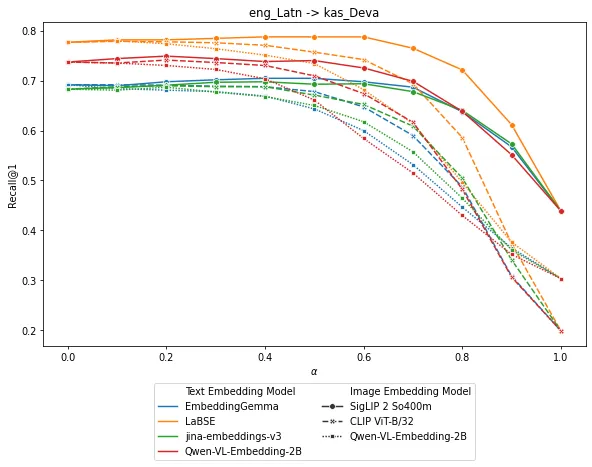 eng_Latn -> kas_Deva
Recall@1
0.8
0.7
0.6
0.5
0.4
0.3
0.2
0.0 0.2 0.4 0.6 0.8 1.0
α
Text Embedding Model
EmbeddingGemma
LaBSE
jina-embeddings-v3
Qwen-VL-Embedding-2B
Image Embedding Model
SigLIP 2 So400m
CLIP ViT-B/32
Qwen-VL-Embedding-2B